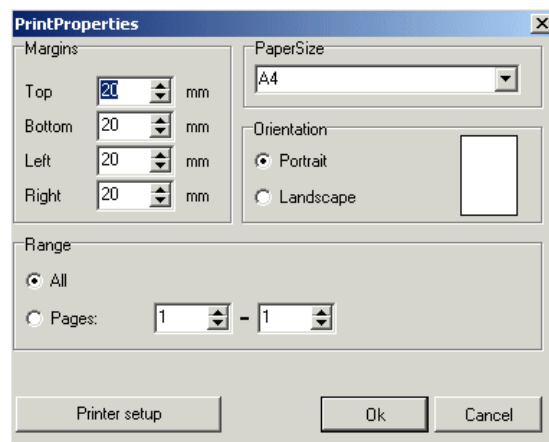 PrintProperties
Margins
Top 20 mm
Bottom 20 mm
Left 20 mm
Right 20 mm
PaperSize
A4
Orientation
Portrait
Landscape
Range
All
Pages: 1 - 1
Printer setup
Ok
Cancel